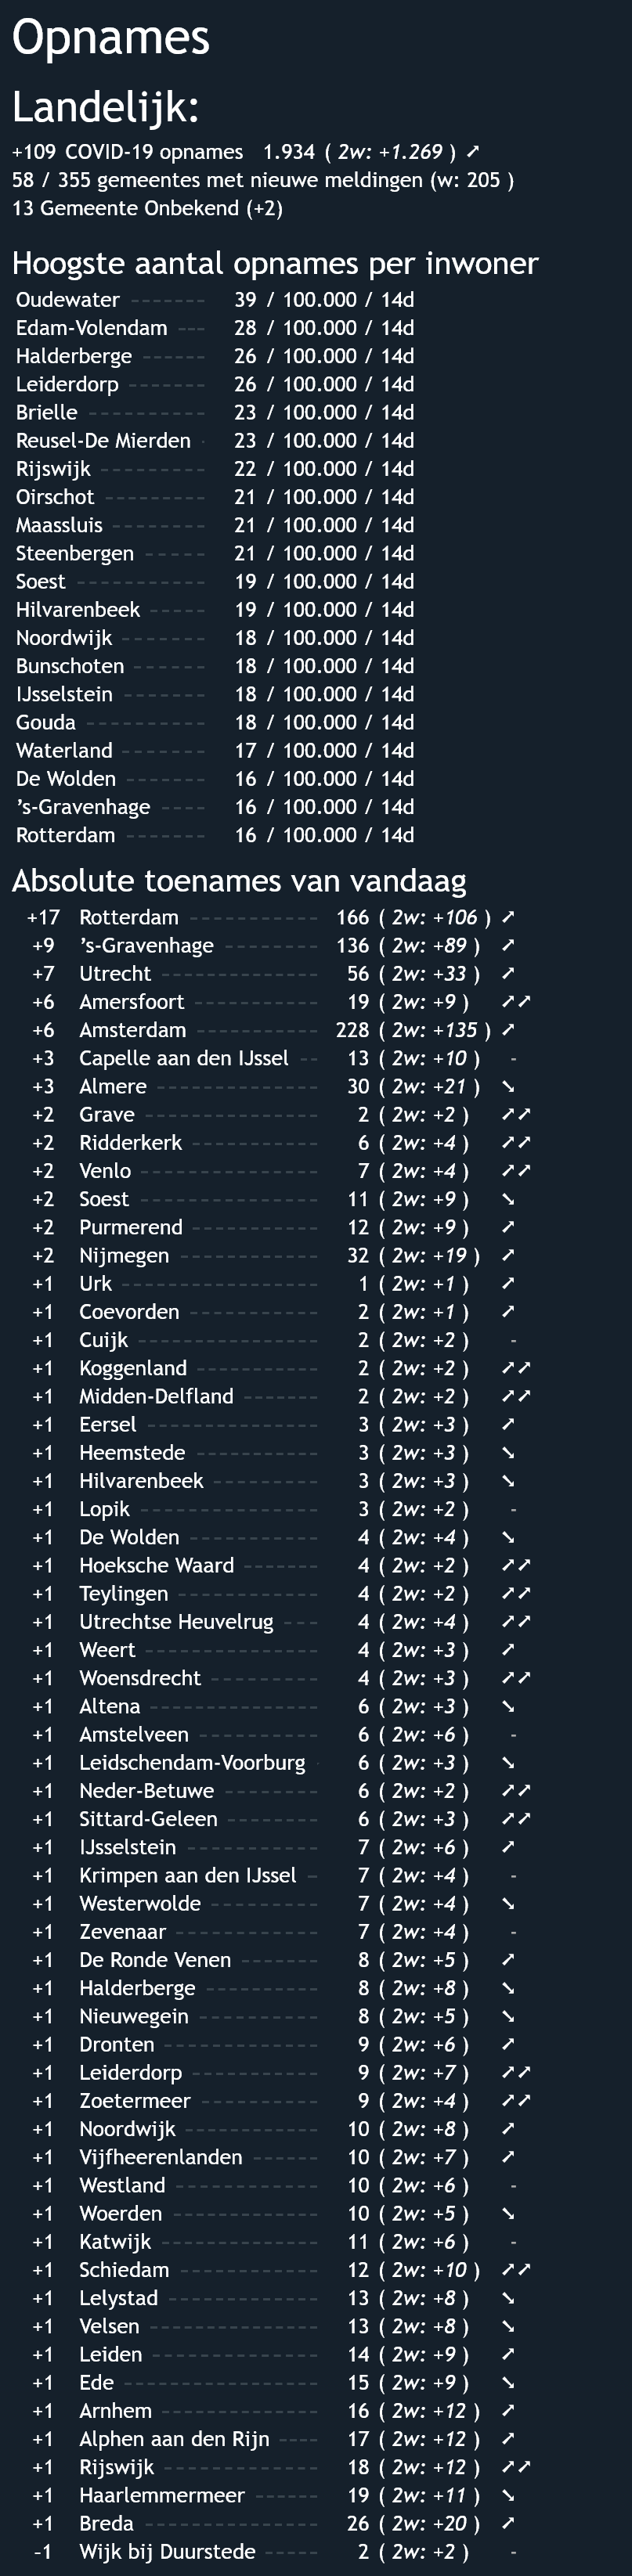 Opnames
Landelijk:
+109 COVID-19 opnames 1.934 ( 2w: +1.269 ) ➚
58 / 355 gemeentes met nieuwe meldingen (w: 205 )
13 Gemeente Onbekend (+2)
Hoogste aantal opnames per inwoner
Oudewater ------- 39 / 100.000 / 14d
Edam-Volendam --- 28 / 100.000 / 14d
Halderberge ------ 26 / 100.000 / 14d
Leiderdorp ------- 26 / 100.000 / 14d
Brielle ---------- 23 / 100.000 / 14d
Reusel-De Mierden - 23 / 100.000 / 14d
Rijswijk --------- 22 / 100.000 / 14d
Oirschot --------- 21 / 100.000 / 14d
Maassluis -------- 21 / 100.000 / 14d
Steenbergen ----- 21 / 100.000 / 14d
Soest ----------- 19 / 100.000 / 14d
Hilvarenbeek ----- 19 / 100.000 / 14d
Noordwijk ------- 18 / 100.000 / 14d
Bunschoten ------ 18 / 100.000 / 14d
IJsselstein ------- 18 / 100.000 / 14d
Gouda ---------- 18 / 100.000 / 14d
Waterland ------- 17 / 100.000 / 14d
De Wolden ------- 16 / 100.000 / 14d
's-Gravenhage ---- 16 / 100.000 / 14d
Rotterdam ------- 16 / 100.000 / 14d
Absolute toenames van vandaag
+17 Rotterdam ----------- 166 ( 2w: +106 ) ➚
+9 's-Gravenhage -------- 136 ( 2w: +89 ) ➚
+7 Utrecht -------------- 56 ( 2w: +33 ) ➚
+6 Amersfoort ----------- 19 ( 2w: +9 ) ➚➚
+6 Amsterdam ----------- 228 ( 2w: +135 ) ➚
+3 Capelle aan den IJssel -- 13 ( 2w: +10 ) -
+3 Almere -------------- 30 ( 2w: +21 ) ➘
+2 Grave --------------- 2 ( 2w: +2 ) ➚➚
+2 Ridderkerk ----------- 6 ( 2w: +4 ) ➚➚
+2 Venlo --------------- 7 ( 2w: +4 ) ➚➚
+2 Soest --------------- 11 ( 2w: +9 ) ➘
+2 Purmerend ----------- 12 ( 2w: +9 ) ➚
+2 Nijmegen ------------ 32 ( 2w: +19 ) ➚
+1 Urk ----------------- 1 ( 2w: +1 ) ➚
+1 Coevorden ----------- 2 ( 2w: +1 ) ➚
+1 Cuijk ---------------- 2 ( 2w: +2 ) -
+1 Koggenland ----------- 2 ( 2w: +2 ) ➚➚
+1 Midden-Delfland ------- 2 ( 2w: +2 ) ➚➚
+1 Eersel --------------- 3 ( 2w: +3 ) ➚
+1 Heemstede ----------- 3 ( 2w: +3 ) ➘
+1 Hilvarenbeek --------- 3 ( 2w: +3 ) ➘
+1 Lopik ---------------- 3 ( 2w: +2 ) -
+1 De Wolden ----------- 4 ( 2w: +4 ) ➘
+1 Hoeksche Waard ------- 4 ( 2w: +2 ) ➚➚
+1 Teylingen ------------ 4 ( 2w: +2 ) ➚➚
+1 Utrechtse Heuvelrug --- 4 ( 2w: +4 ) ➚➚
+1 Weert --------------- 4 ( 2w: +3 ) ➚
+1 Woensdrecht --------- 4 ( 2w: +3 ) ➚➚
+1 Altena --------------- 6 ( 2w: +3 ) ➘
+1 Amstelveen ----------- 6 ( 2w: +6 ) -
+1 Leidschendam-Voorburg - 6 ( 2w: +3 ) ➘
+1 Neder-Betuwe -------- 6 ( 2w: +2 ) ➚➚
+1 Sittard-Geleen -------- 6 ( 2w: +3 ) ➚➚
+1 IJsselstein ------------ 7 ( 2w: +6 ) ➚
+1 Krimpen aan den IJssel - 7 ( 2w: +4 ) -
+1 Westerwolde --------- 7 ( 2w: +4 ) ➘
+1 Zevenaar ------------ 7 ( 2w: +4 ) -
+1 De Ronde Venen ------- 8 ( 2w: +5 ) ➚
+1 Halderberge ---------- 8 ( 2w: +8 ) ➘
+1 Nieuwegein ----------- 8 ( 2w: +5 ) ➘
+1 Dronten ------------- 9 ( 2w: +6 ) ➚
+1 Leiderdorp ----------- 9 ( 2w: +7 ) ➚➚
+1 Zoetermeer ---------- 9 ( 2w: +4 ) ➚➚
+1 Noordwijk ------------ 10 ( 2w: +8 ) ➚
+1 Vijfheerenlanden ------ 10 ( 2w: +7 ) ➚
+1 Westland ------------- 10 ( 2w: +6 ) -
+1 Woerden ------------- 10 ( 2w: +5 ) ➘
+1 Katwijk -------------- 11 ( 2w: +6 ) -
+1 Schiedam ------------ 12 ( 2w: +10 ) ➚➚
+1 Lelystad ------------- 13 ( 2w: +8 ) ➘
+1 Velsen --------------- 13 ( 2w: +8 ) ➘
+1 Leiden --------------- 14 ( 2w: +9 ) ➚
+1 Ede ----------------- 15 ( 2w: +9 ) ➘
+1 Arnhem -------------- 16 ( 2w: +12 ) ➚
+1 Alphen aan den Rijn ---- 17 ( 2w: +12 ) ➚
+1 Rijswijk -------------- 18 ( 2w: +12 ) ➚➚
+1 Haarlemmermeer ------ 19 ( 2w: +11 ) ➘
+1 Breda --------------- 26 ( 2w: +20 ) ➚
-1 Wijk bij Duurstede ----- 2 ( 2w: +2 ) -